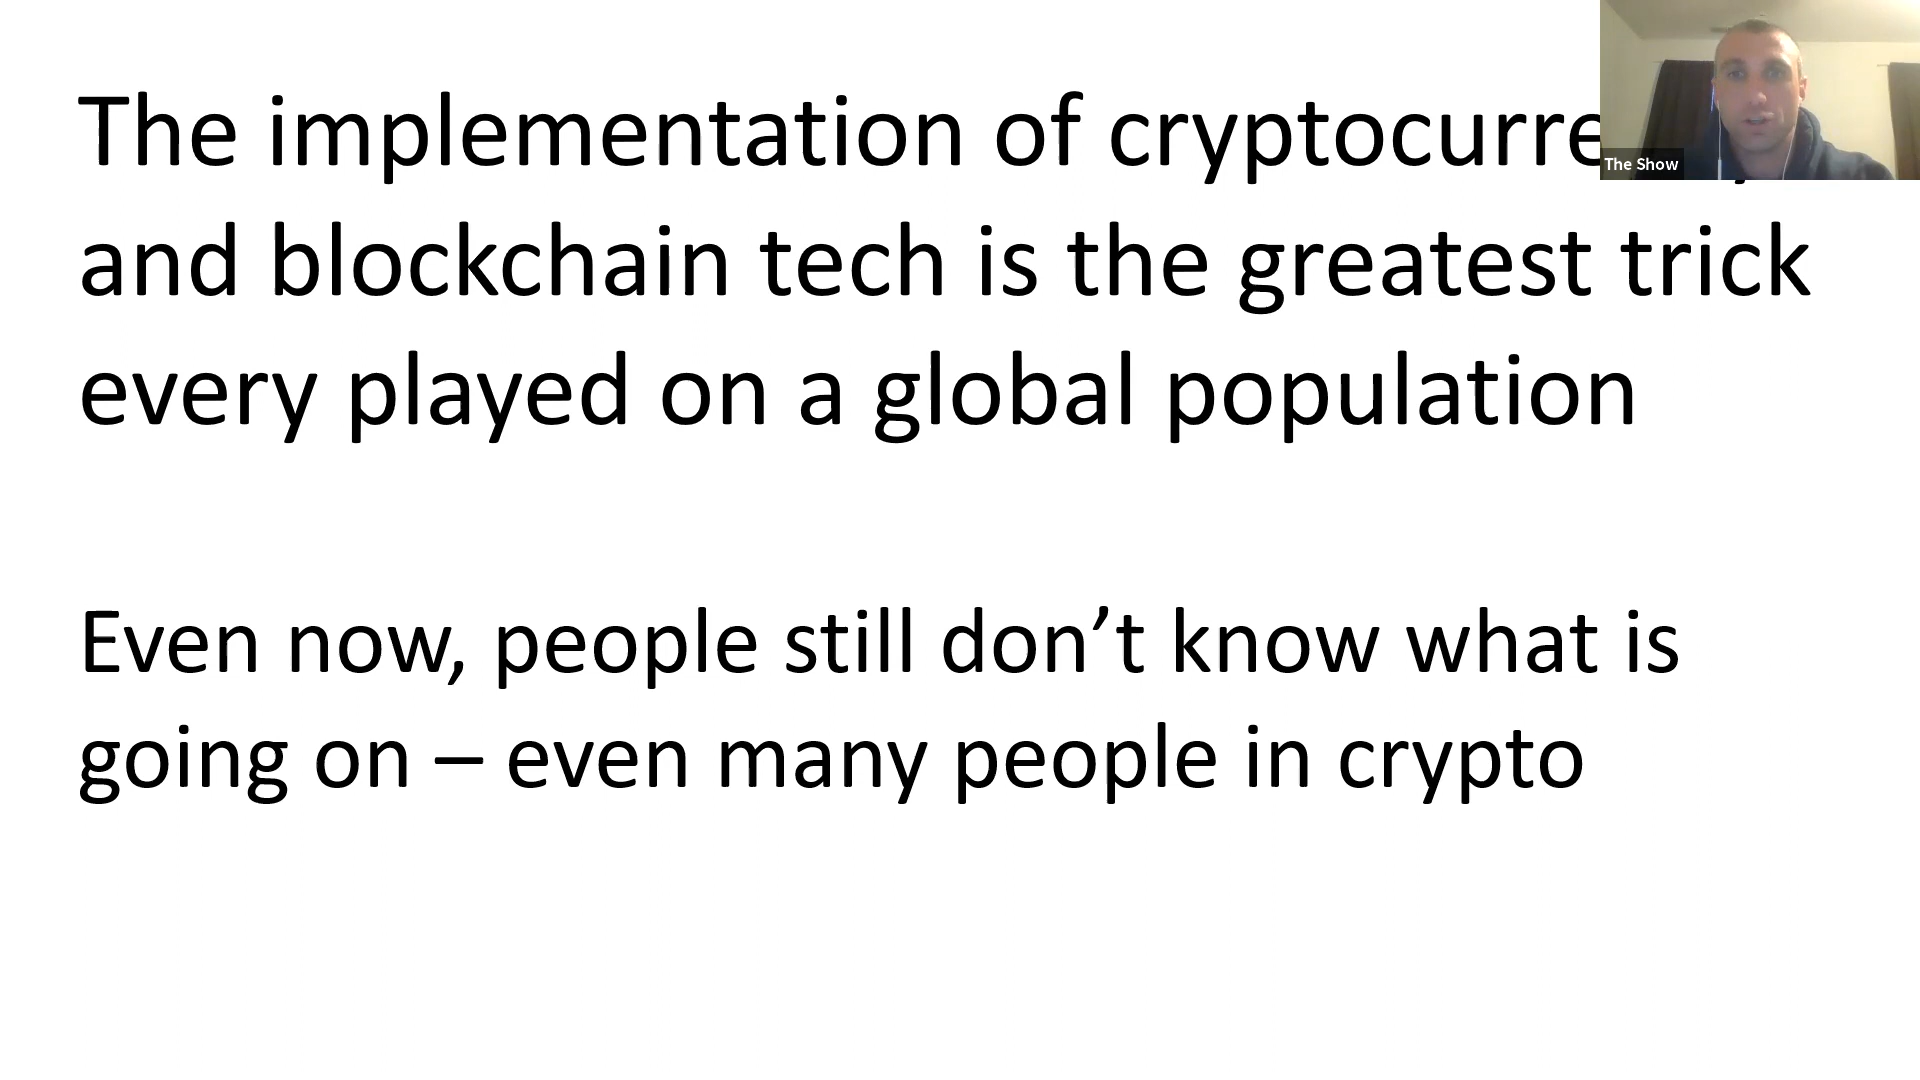 The implementation of
and blockchain tech is the greatest trick
every played on a global population
Even now, people still don’t know what is
going on – even many people in crypto
The Show